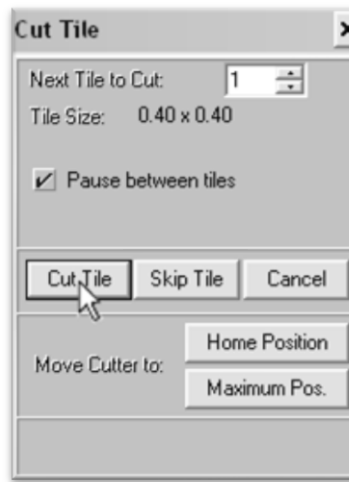 Cut Tile
Next Tile to Cut: 1
Tile Size: 0.40 x 0.40
Pause between tiles
Cut Tile Skip Tile Cancel
Move Cutter to:
Home Position
Maximum Pos.